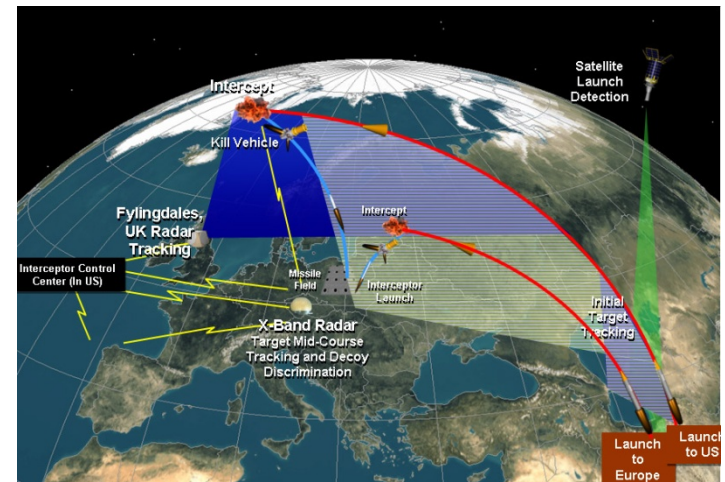 Satellite
Launch
Detection
Intercept
Kill Vehicle
Fylingdales,
UK Radar
Tracking
Intercept
Interceptor Control
Center (In US)
Missile
Field
Interceptor
Launch
Initial
Target
Tracking
X-Band Radar
Target Mid-Course
Tracking and Decoy
Discrimination
Launch
to
Europe
Launch
to US